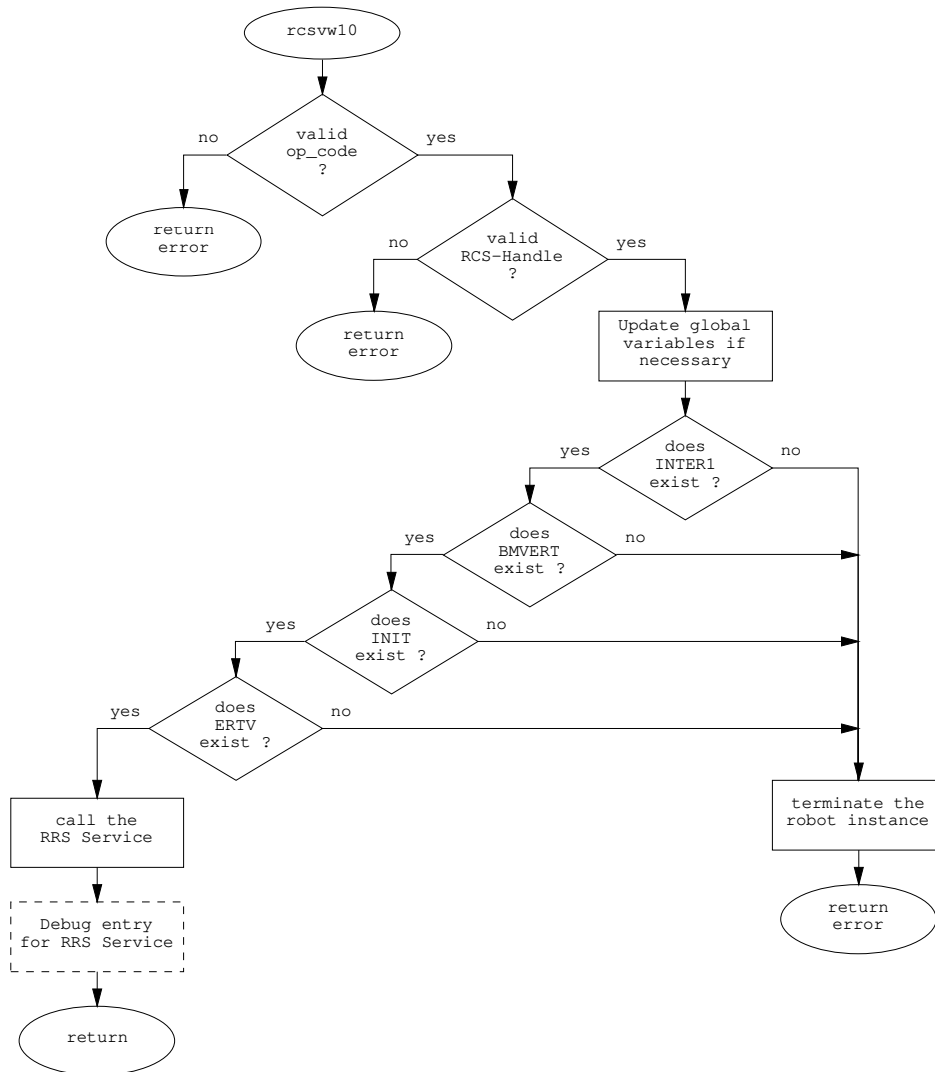 rcsvw10
valid
op_code
?
no
yes
return
error
valid
RCS-Handle
?
no
yes
return
error
Update global
variables if
necessary
does
INTER1
exist ?
yes
no
does
BMVERT
exist ?
yes
no
does
INIT
exist ?
yes
no
does
ERTV
exist ?
yes
no
call the
RRS Service
terminate the
robot instance
Debug entry
for RRS Service
return
error
return